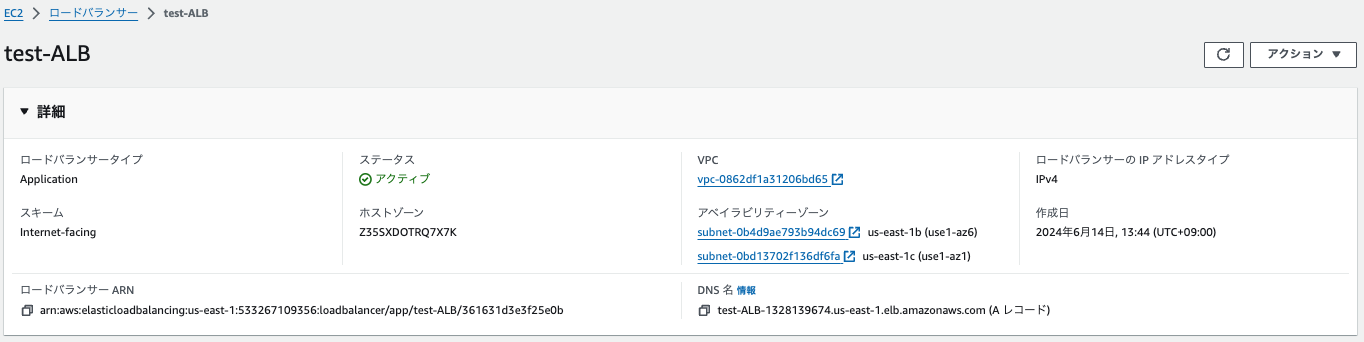 EC2 > ロードバランサー > test-ALB
test-ALB
アクション
詳細
ロードバランサータイプ
Application
ステータス
アクティブ
VPC
vpc-0862df1a31206bd65
ロードバランサーの IP アドレスタイプ
IPv4
スキーム
Internet-facing
ホストゾーン
Z35SXDOTRQ7X7K
アベイラビリティーゾーン
subnet-0b4d9ae793b94dc69 us-east-1b (use1-az6)
subnet-0bd13702f136df6fa us-east-1c (use1-az1)
作成日
2024年6月14日, 13:44 (UTC+09:00)
ロードバランサー ARN
arn:aws:elasticloadbalancing:us-east-1:533267109356:loadbalancer/app/test-ALB/361631d3e3f25e0b
DNS 名 情報
test-ALB-1328139674.us-east-1.elb.amazonaws.com (A レコード)